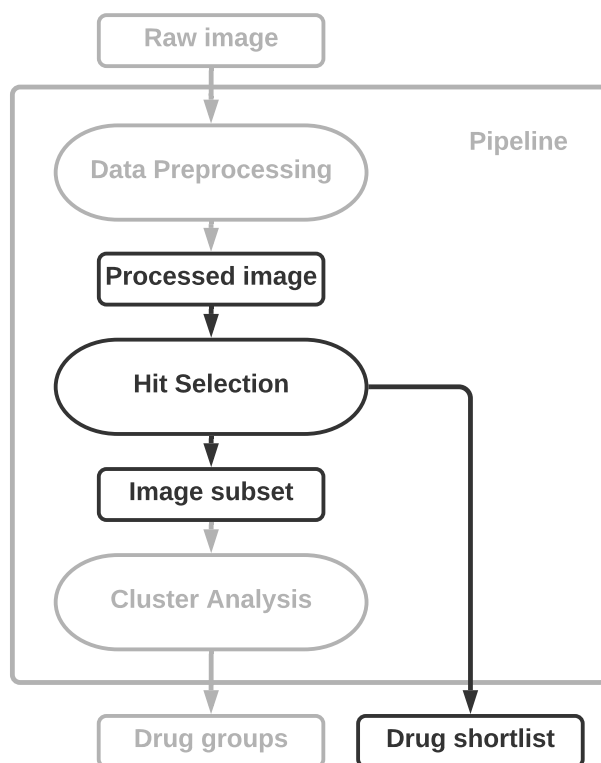 Raw image
Pipeline
Data Preprocessing
Processed image
Hit Selection
Image subset
Cluster Analysis
Drug groups
Drug shortlist